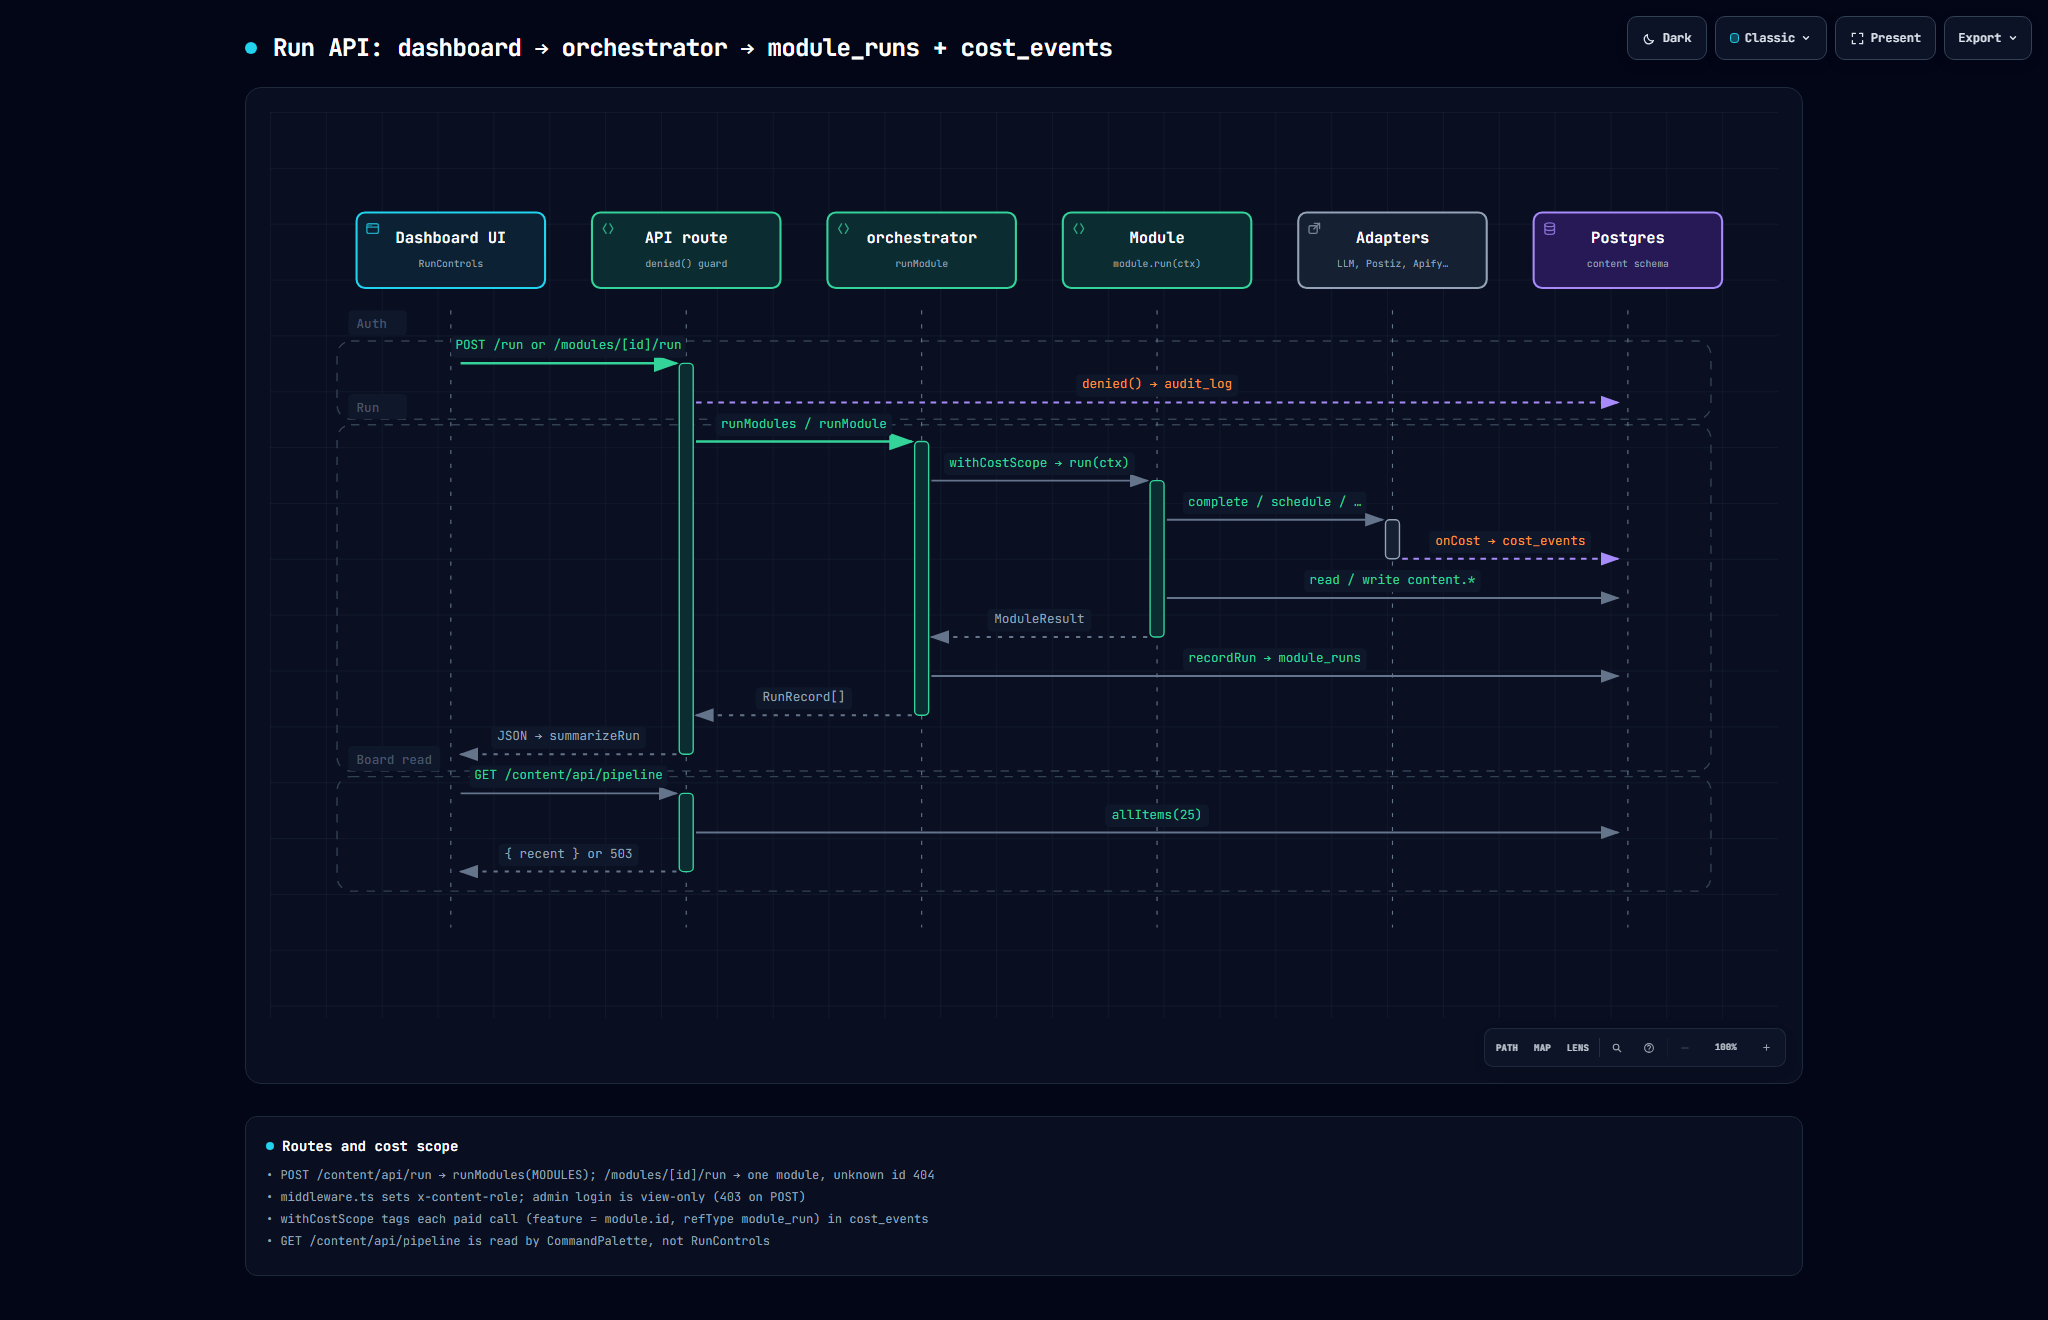 Run API: dashboard → orchestrator → module_runs + cost_events
Dark
Classic
Present
Export
Dashboard UI
RunControls
API route
denied() guard
orchestrator
runModule
Module
module.run(ctx)
Adapters
LLM, Postiz, Apify…
Postgres
content schema
Auth
POST /run or /modules/[id]/run
denied() → audit_log
Run
runModules / runModule
withCostScope → run(ctx)
complete / schedule / …
onCost → cost_events
read / write content.*
ModuleResult
recordRun → module_runs
RunRecord[]
JSON → summarizeRun
Board read
GET /content/api/pipeline
allItems(25)
{ recent } or 503
PATH MAP LENS − 100% +
Routes and cost scope
• POST /content/api/run → runModules(MODULES); /modules/[id]/run → one module, unknown id 404
• middleware.ts sets x-content-role; admin login is view-only (403 on POST)
• withCostScope tags each paid call (feature = module.id, refType module_run) in cost_events
• GET /content/api/pipeline is read by CommandPalette, not RunControls